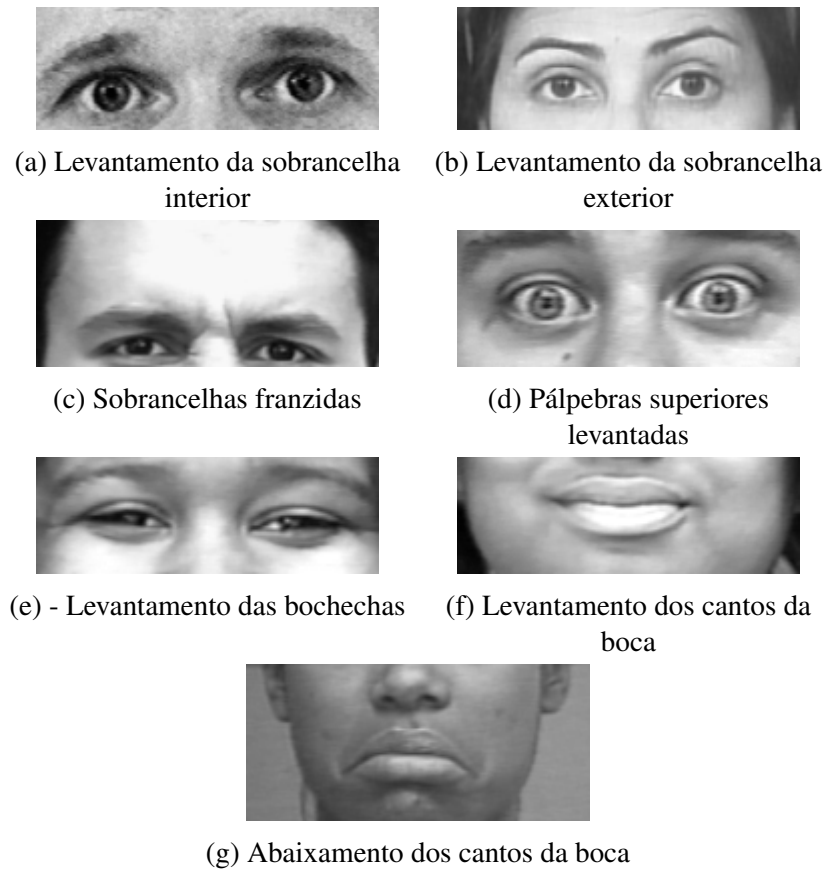 (a) Levantamento da sobrancelha
interior
(b) Levantamento da sobrancelha
exterior
(c) Sobrancelhas franzidas
(d) Pálpebras superiores
levantadas
(e) - Levantamento das bochechas
(f) Levantamento dos cantos da
boca
(g) Abaixamento dos cantos da boca